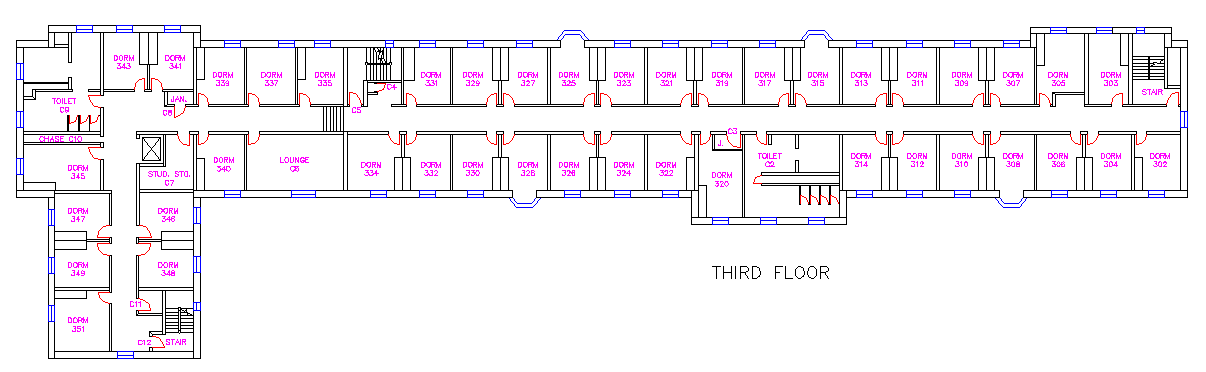 DORM
343
DORM
341
DORM
339
DORM
337
DORM
335
C4
C5
DORM
331
DORM
329
DORM
327
DORM
325
DORM
323
DORM
321
DORM
319
DORM
317
DORM
315
DORM
313
DORM
311
DORM
309
DORM
307
DORM
305
DORM
303
STAIR
TOILET
C9
JAN.
C8
CHASE C10
DORM
345
STUD. STO.
C7
DORM
340
LOUNGE
C6
DORM
334
DORM
332
DORM
330
DORM
328
DORM
326
DORM
324
DORM
322
C3
J.
DORM
320
TOILET
C2
DORM
314
DORM
312
DORM
310
DORM
308
DORM
306
DORM
304
DORM
302
DORM
347
DORM
346
DORM
349
DORM
348
DORM
351
C11
C12
STAIR
THIRD FLOOR